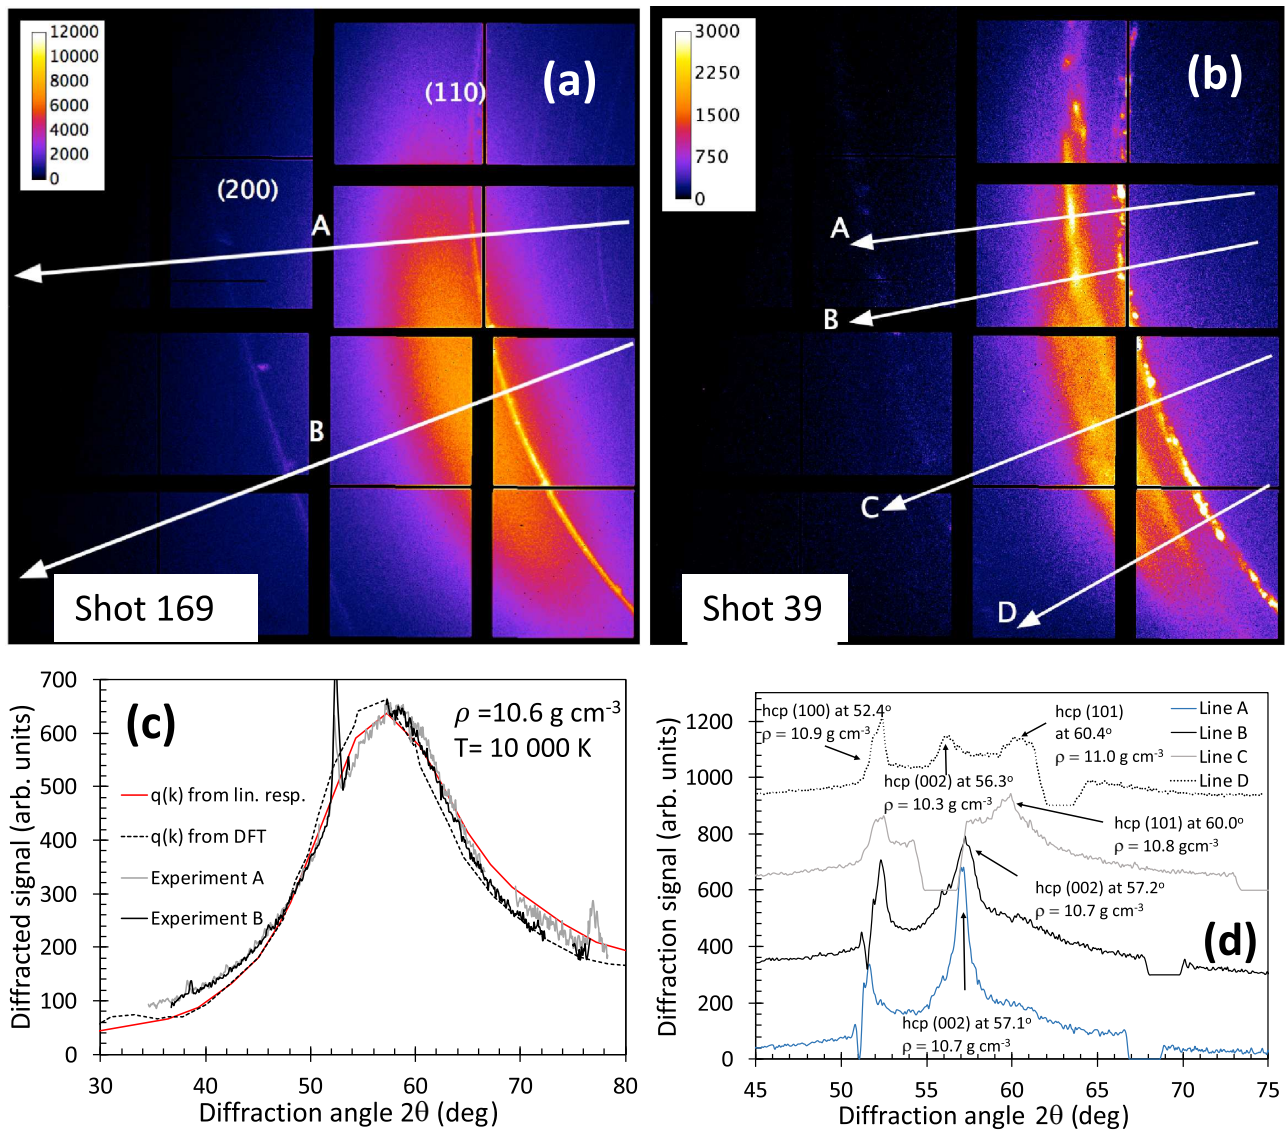 12000
10000
8000
6000
4000
2000
0
(110)
(a)
(200)
A
B
Shot 169
3000
2250
1500
750
0
(b)
A
B
C
D
Shot 39
Diffracted signal (arb. units)
700
600
500
400
300
200
100
0
(c)
ρ =10.6 g cm⁻³
T= 10 000 K
q(k) from lin. resp.
q(k) from DFT
Experiment A
Experiment B
30 40 50 60 70 80
Diffraction angle 2θ (deg)
Diffraction signal (arb. units)
1200
1000
800
600
400
200
0
hcp (100) at 52.4°
ρ = 10.9 g cm⁻³
hcp (101)
at 60.4°
ρ = 11.0 g cm⁻³
Line A
Line B
Line C
Line D
hcp (002) at 56.3°
ρ = 10.3 g cm⁻³
hcp (101) at 60.0°
ρ = 10.8 gcm⁻³
hcp (002) at 57.2°
ρ = 10.7 g cm⁻³
(d)
hcp (002) at 57.1°
ρ = 10.7 g cm⁻³
45 50 55 60 65 70 75
Diffraction angle 2θ (deg)